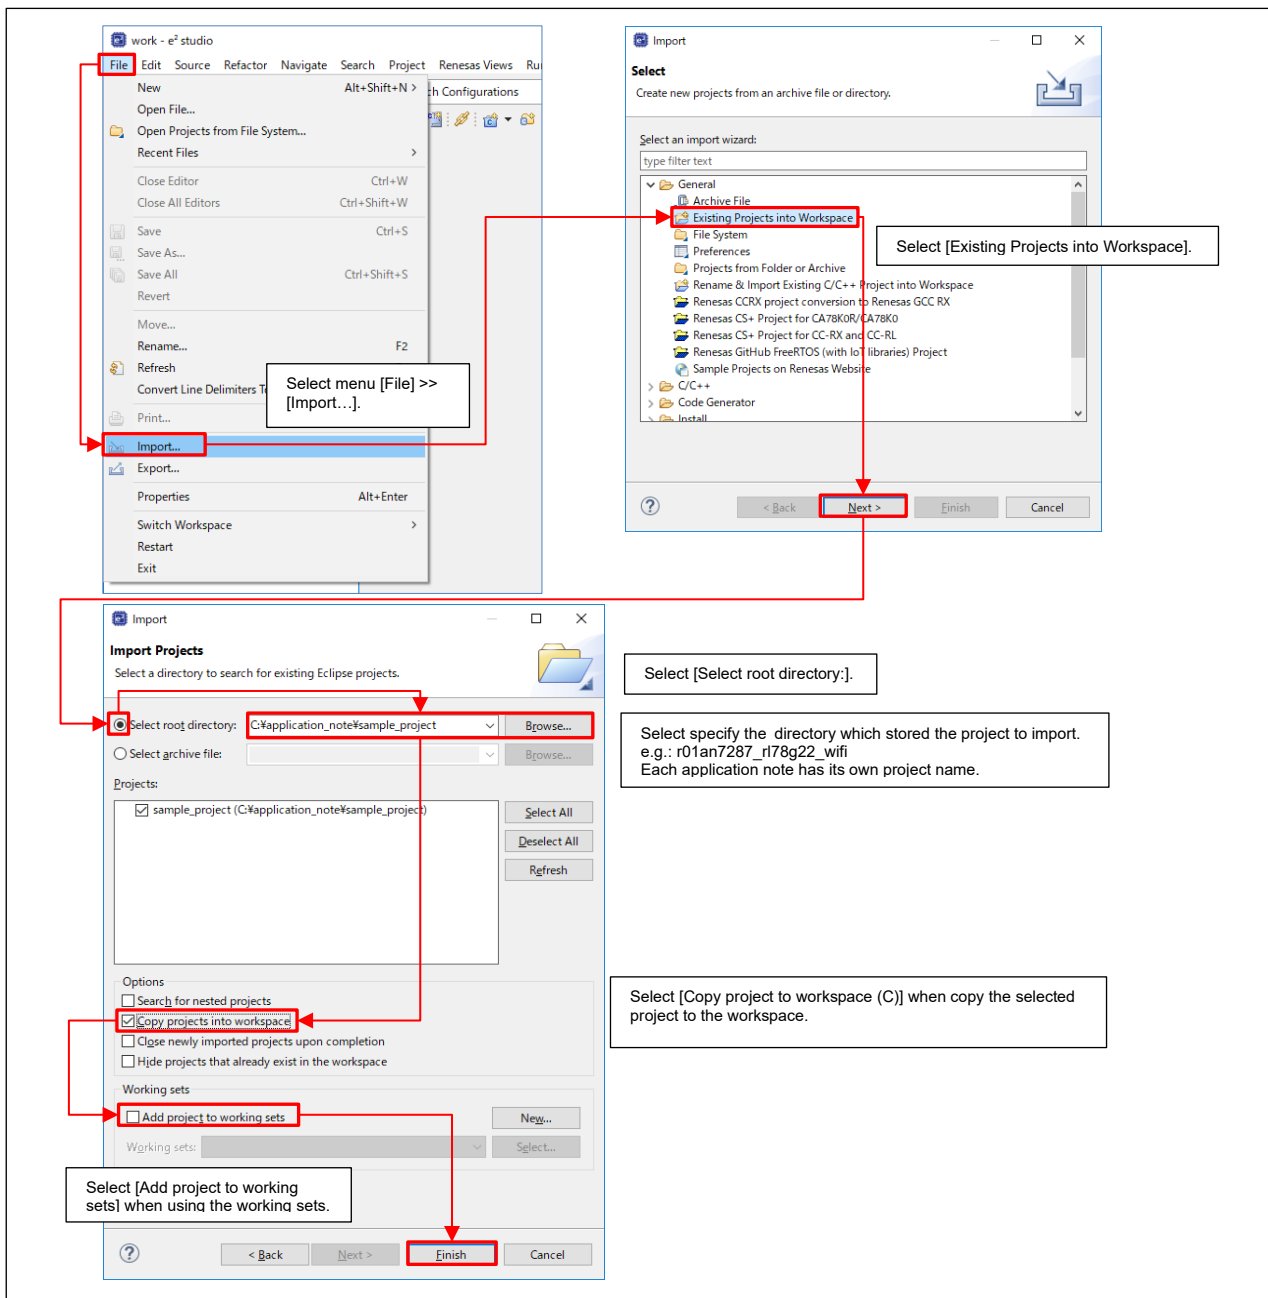 work - e² studio
File Edit Source Refactor Navigate Search Project Renesas Views Ru
New Alt+Shift+N >
ch Configurations
Open File...
Open Projects from File System...
Recent Files >
Close Editor Ctrl+W
Close All Editors Ctrl+Shift+W
Save Ctrl+S
Save As...
Save All Ctrl+Shift+S
Revert
Move...
Rename... F2
Refresh
Convert Line Delimiters T
Print...
Import...
Export...
Properties Alt+Enter
Switch Workspace >
Restart
Exit
Select menu [File] >>
[Import…].
Import
Select
Create new projects from an archive file or directory.
Select an import wizard:
type filter text
General
Archive File
Existing Projects into Workspace
File System
Preferences
Projects from Folder or Archive
Rename & Import Existing C/C++ Project into Workspace
Renesas CCRX project conversion to Renesas GCC RX
Renesas CS+ Project for CA78K0R/CA78K0
Renesas CS+ Project for CC-RX and CC-RL
Renesas GitHub FreeRTOS (with IoT libraries) Project
Sample Projects on Renesas Website
C/C++
Code Generator
Install
Select [Existing Projects into Workspace].
< Back Next > Finish Cancel
Import
Import Projects
Select a directory to search for existing Eclipse projects.
Select root directory: C:¥application_note¥sample_project Browse...
Select archive file: Browse...
Projects:
sample_project (C:¥application_note¥sample_project)
Select All
Deselect All
Refresh
Options
Search for nested projects
Copy projects into workspace
Close newly imported projects upon completion
Hide projects that already exist in the workspace
Working sets
Add project to working sets New...
Working sets: Select...
Select [Add project to working
sets] when using the working sets.
< Back Next > Finish Cancel
Select [Select root directory:].
Select specify the directory which stored the project to import.
e.g.: r01an7287_rl78g22_wifi
Each application note has its own project name.
Select [Copy project to workspace (C)] when copy the selected
project to the workspace.